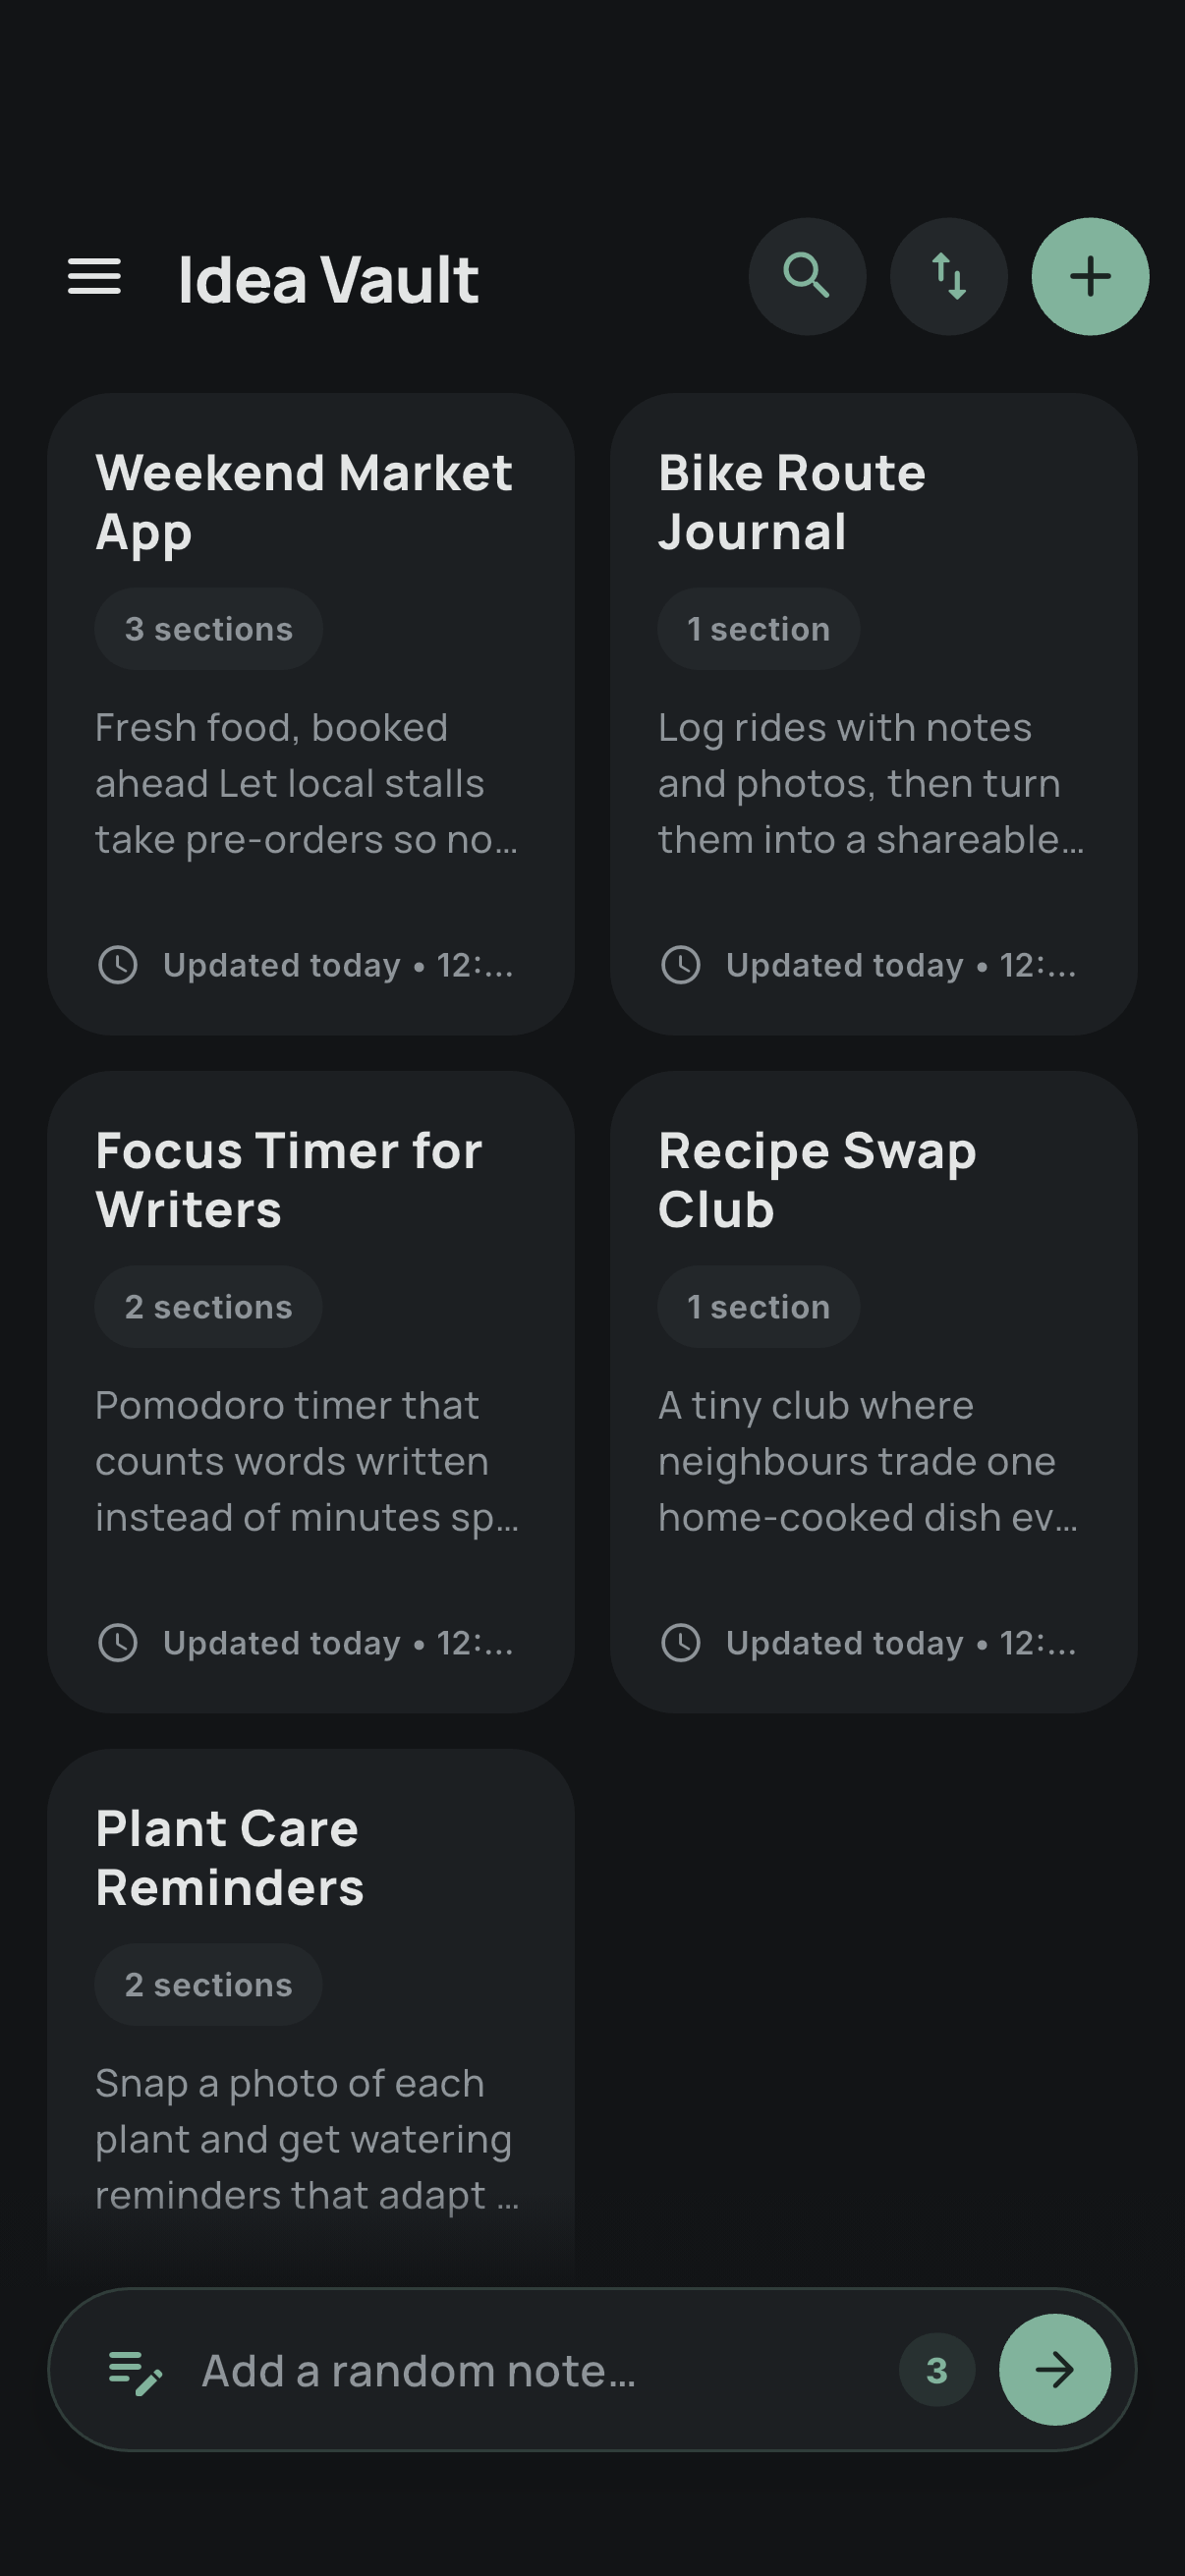 Idea Vault
Weekend Market
App
3 sections
Fresh food, booked
ahead Let local stalls
take pre-orders so no…
Updated today • 12:…
Bike Route
Journal
1 section
Log rides with notes
and photos, then turn
them into a shareable…
Updated today • 12:…
Focus Timer for
Writers
2 sections
Pomodoro timer that
counts words written
instead of minutes sp…
Updated today • 12:…
Recipe Swap
Club
1 section
A tiny club where
neighbours trade one
home-cooked dish ev…
Updated today • 12:…
Plant Care
Reminders
2 sections
Snap a photo of each
plant and get watering
reminders that adapt …
Add a random note… 3